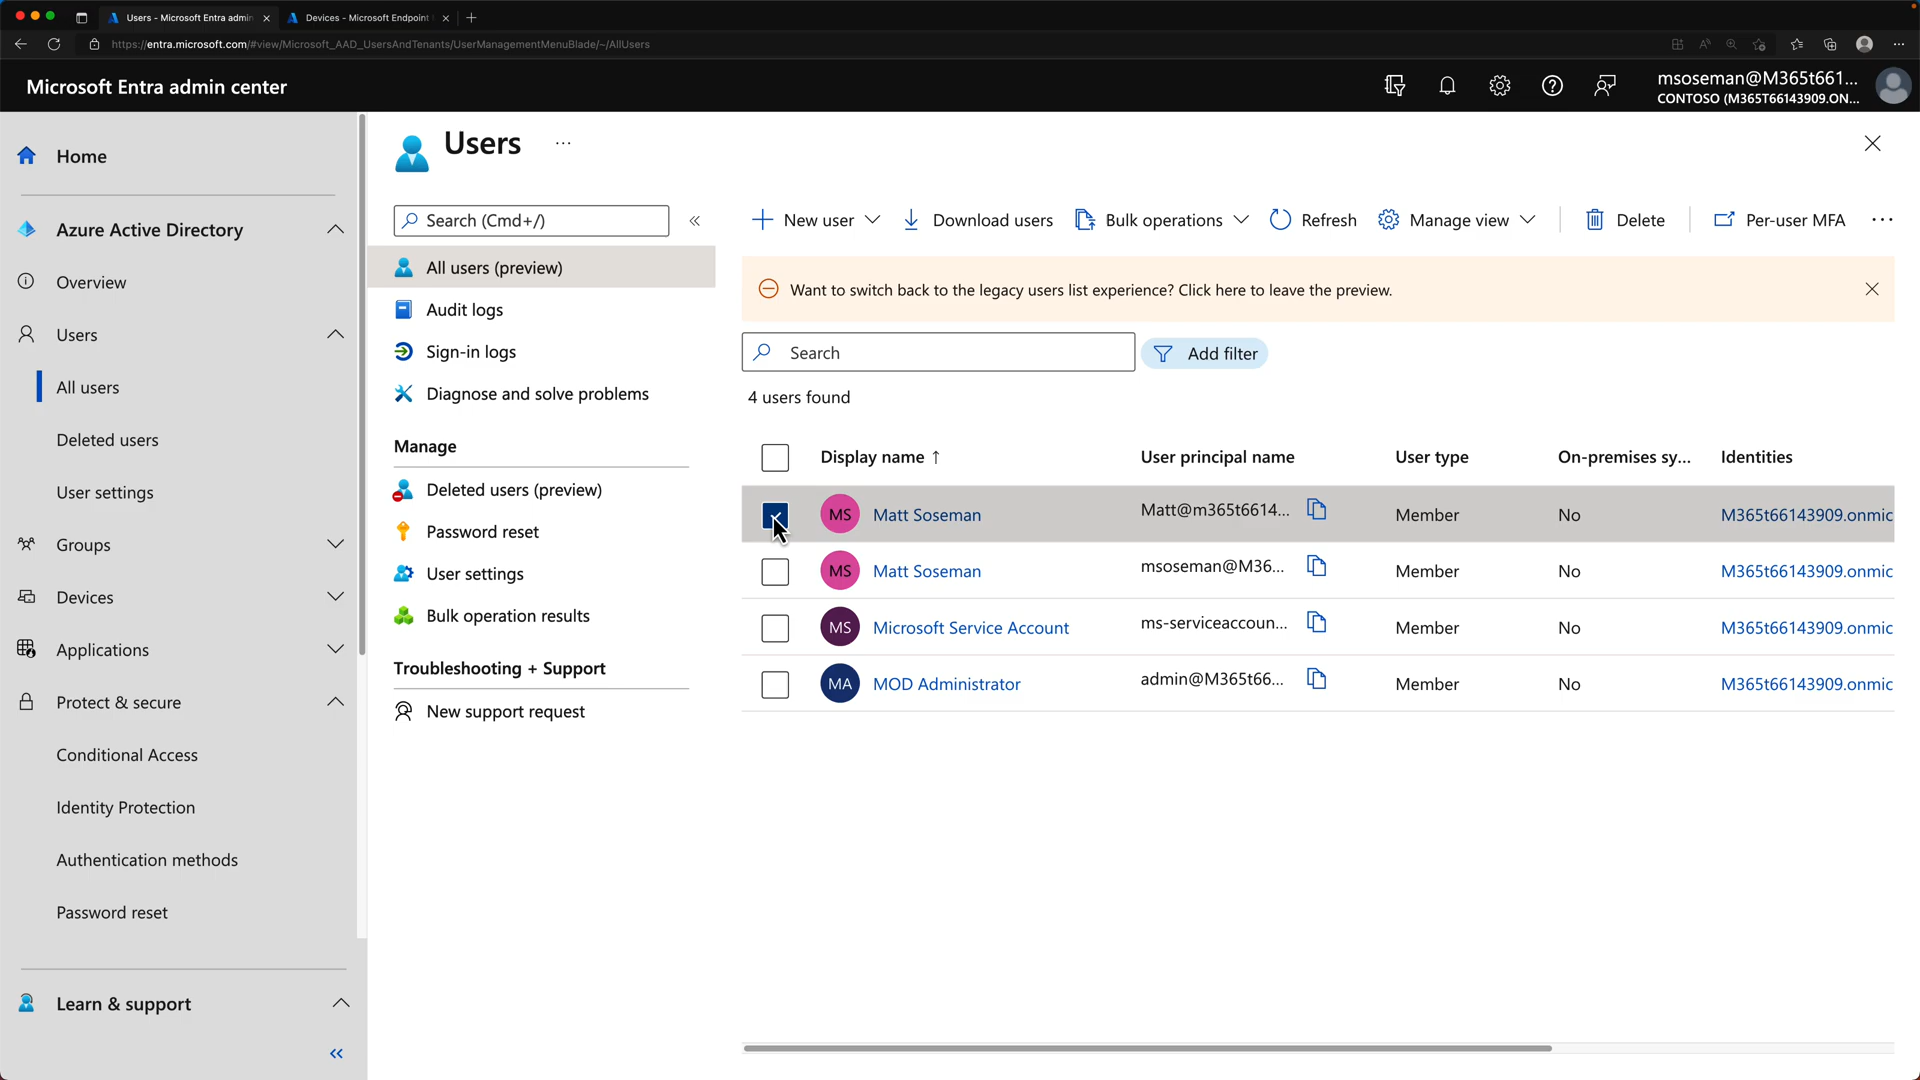 Users - Microsoft Entra admin
Devices - Microsoft Endpoint
https://entra.microsoft.com/#view/Microsoft_AAD_UsersAndTenants/UserManagementMenuBlade/~/AllUsers
Microsoft Entra admin center
msoseman@M365t661...
CONTOSO (M365T66143909.ON...
Home
Azure Active Directory
Overview
Users
All users
Deleted users
User settings
Groups
Devices
Applications
Protect & secure
Conditional Access
Identity Protection
Authentication methods
Password reset
Learn & support
Users
Search (Cmd+/)
All users (preview)
Audit logs
Sign-in logs
Diagnose and solve problems
Manage
Deleted users (preview)
Password reset
User settings
Bulk operation results
Troubleshooting + Support
New support request
New user Download users Bulk operations Refresh Manage view Delete Per-user MFA
Want to switch back to the legacy users list experience? Click here to leave the preview.
Search Add filter
4 users found
Display name ↑ User principal name User type On-premises sy... Identities
MS Matt Soseman Matt@m365t6614... Member No M365t66143909.onmic
MS Matt Soseman msoseman@M36... Member No M365t66143909.onmic
MS Microsoft Service Account ms-serviceaccoun... Member No M365t66143909.onmic
MA MOD Administrator admin@M365t66... Member No M365t66143909.onmic